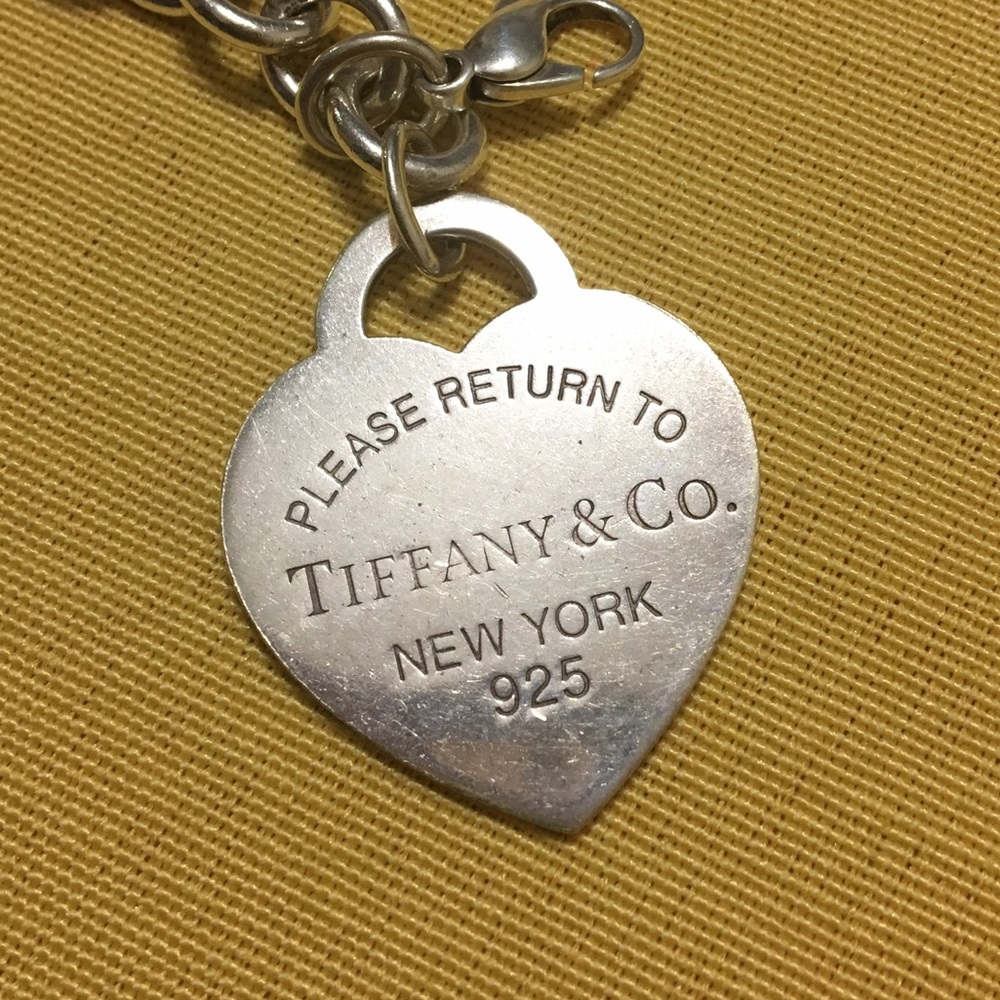 PLEASE RETURN TO
TIFFANY & CO.
NEW YORK
925